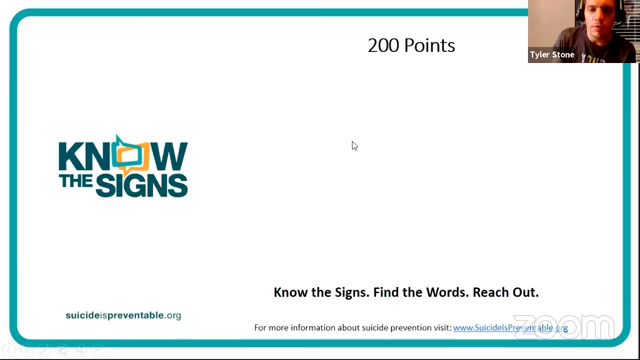 200 Points
Tyler Stone
KNOW
THE SIGNS
Know the Signs. Find the Words. Reach Out.
suicideispreventable.org
For more information about suicide prevention visit: www.SuicideIsPreventable.org
zoom